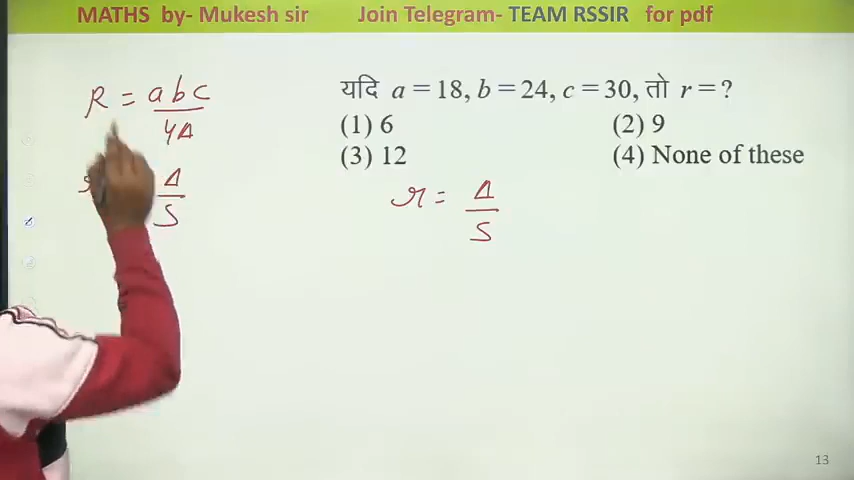 MATHS by- Mukesh sir Join Telegram- TEAM RSSIR for pdf
R = abc / 4Δ
Δ / S
यदि a = 18, b = 24, c = 30, तो r = ?
(1) 6 (2) 9
(3) 12 (4) None of these
r = Δ / S
13